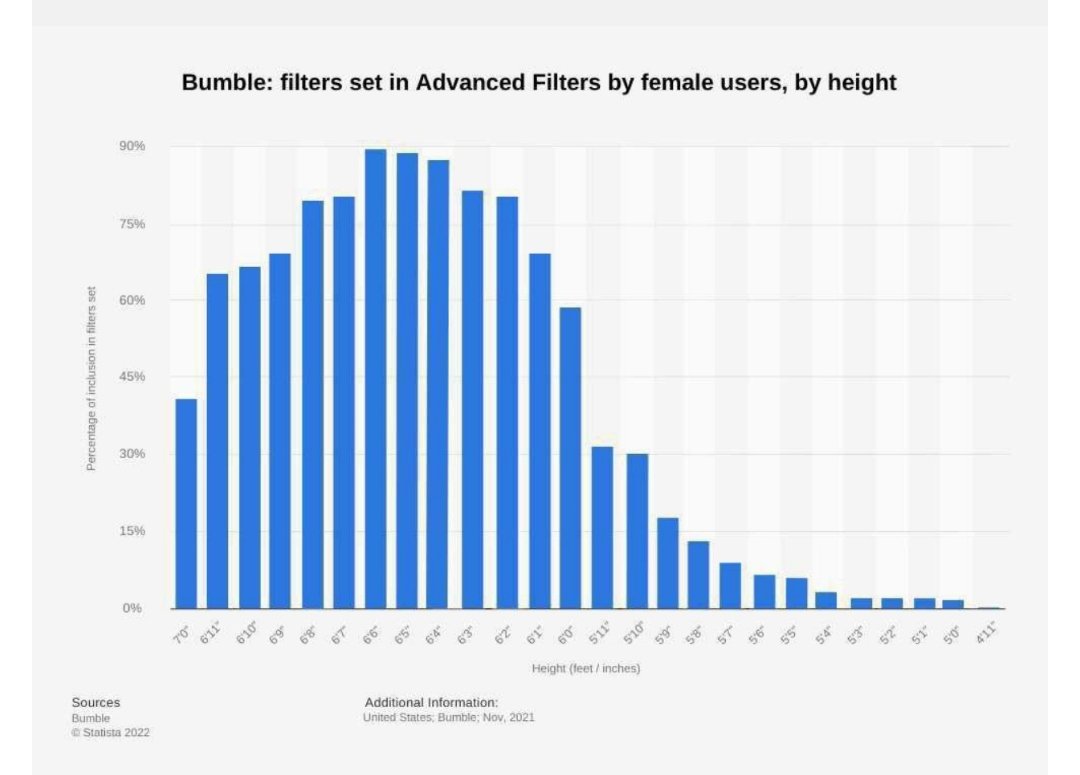 Bumble: filters set in Advanced Filters by female users, by height
90%
75%
60%
45%
30%
15%
0%
Percentage of inclusion in filters set
7'0" 6'11" 6'10" 6'9" 6'8" 6'7" 6'6" 6'5" 6'4" 6'3" 6'2" 6'1" 6'0" 5'11" 5'10" 5'9" 5'8" 5'7" 5'6" 5'5" 5'4" 5'3" 5'2" 5'1" 5'0" 4'11"
Height (feet / inches)
Sources
Bumble
© Statista 2022
Additional Information:
United States; Bumble; Nov, 2021